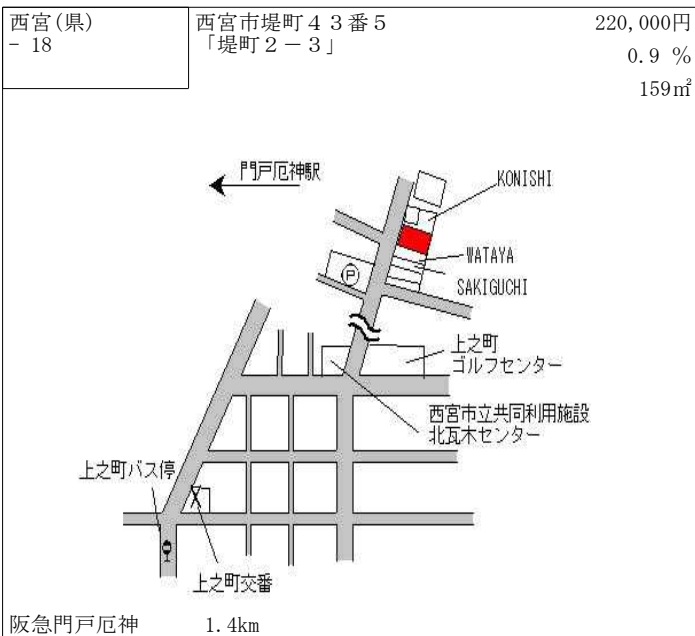 西宮(県)
- 18
西宮市堤町４３番５
「堤町２－３」
220,000円
0.9 %
159㎡
門戸厄神駅
KONISHI
WATAYA
SAKIGUCHI
P
上之町
ゴルフセンター
西宮市立共同利用施設
北瓦木センター
上之町バス停
上之町交番
阪急門戸厄神 1.4km